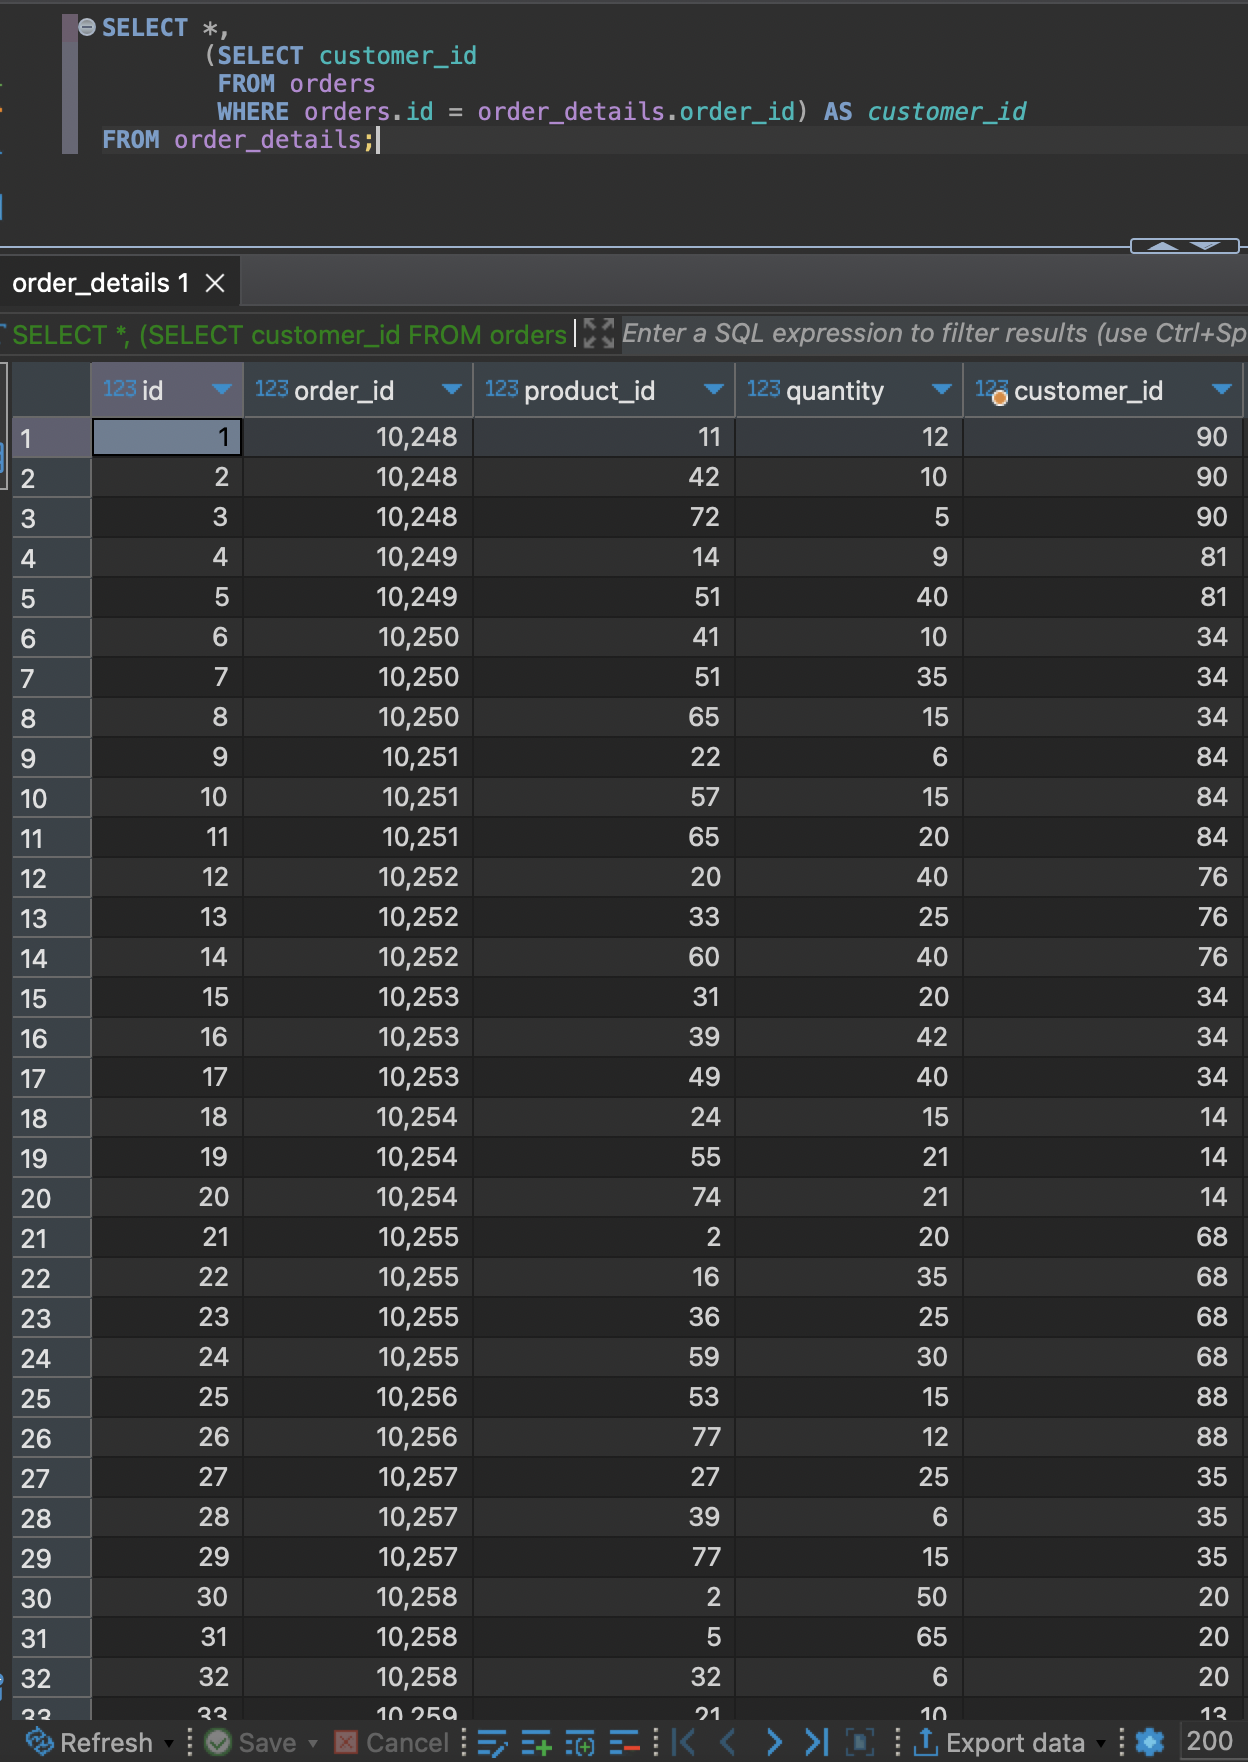 SELECT *,
(SELECT customer_id
FROM orders
WHERE orders.id = order_details.order_id) AS customer_id
FROM order_details;
order_details 1
SELECT *, (SELECT customer_id FROM orders Enter a SQL expression to filter results (use Ctrl+Sp
123 id 123 order_id 123 product_id 123 quantity 123 customer_id
1 1 10,248 11 12 90
2 2 10,248 42 10 90
3 3 10,248 72 5 90
4 4 10,249 14 9 81
5 5 10,249 51 40 81
6 6 10,250 41 10 34
7 7 10,250 51 35 34
8 8 10,250 65 15 34
9 9 10,251 22 6 84
10 10 10,251 57 15 84
11 11 10,251 65 20 84
12 12 10,252 20 40 76
13 13 10,252 33 25 76
14 14 10,252 60 40 76
15 15 10,253 31 20 34
16 16 10,253 39 42 34
17 17 10,253 49 40 34
18 18 10,254 24 15 14
19 19 10,254 55 21 14
20 20 10,254 74 21 14
21 21 10,255 2 20 68
22 22 10,255 16 35 68
23 23 10,255 36 25 68
24 24 10,255 59 30 68
25 25 10,256 53 15 88
26 26 10,256 77 12 88
27 27 10,257 27 25 35
28 28 10,257 39 6 35
29 29 10,257 77 15 35
30 30 10,258 2 50 20
31 31 10,258 5 65 20
32 32 10,258 32 6 20
33 33 10,259 21 10 13
Refresh Save Cancel Export data 200